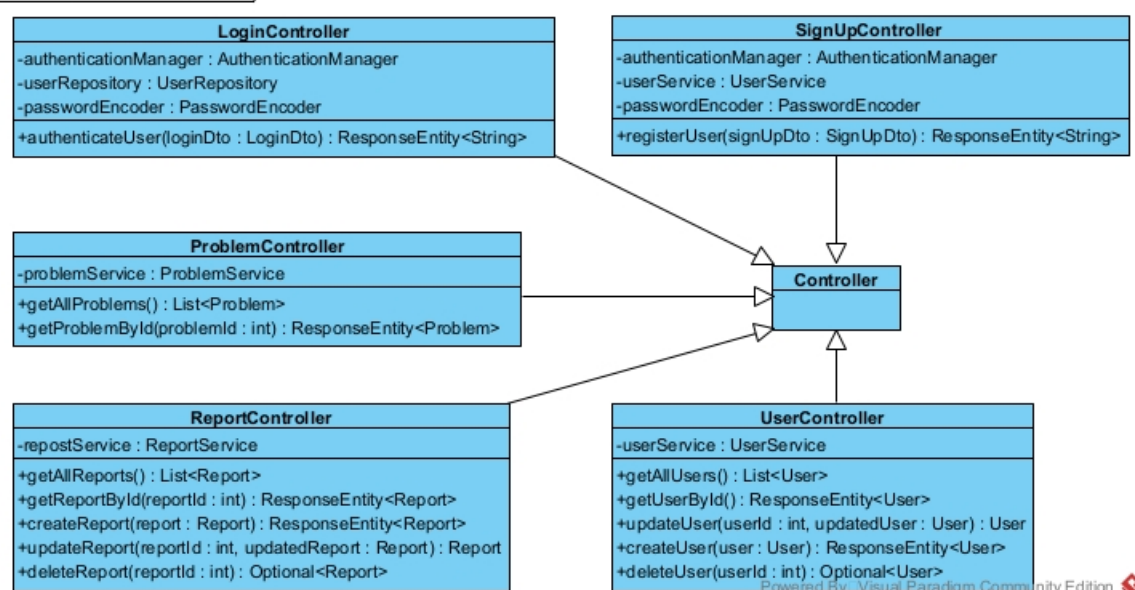 LoginController
-authenticationManager : AuthenticationManager
-userRepository : UserRepository
-passwordEncoder : PasswordEncoder
+authenticateUser(loginDto : LoginDto) : ResponseEntity<String>
SignUpController
-authenticationManager : AuthenticationManager
-userService : UserService
-passwordEncoder : PasswordEncoder
+registerUser(signUpDto : SignUpDto) : ResponseEntity<String>
ProblemController
-problemService : ProblemService
+getAllProblems() : List<Problem>
+getProblemById(problemId : int) : ResponseEntity<Problem>
Controller
ReportController
-repostService : ReportService
+getAllReports() : List<Report>
+getReportById(reportId : int) : ResponseEntity<Report>
+createReport(report : Report) : ResponseEntity<Report>
+updateReport(reportId : int, updatedReport : Report) : Report
+deleteReport(reportId : int) : Optional<Report>
UserController
-userService : UserService
+getAllUsers() : List<User>
+getUserById() : ResponseEntity<User>
+updateUser(userId : int, updatedUser : User) : User
+createUser(user : User) : ResponseEntity<User>
+deleteUser(userId : int) : Optional<User>
Powered By Visual Paradigm Community Edition